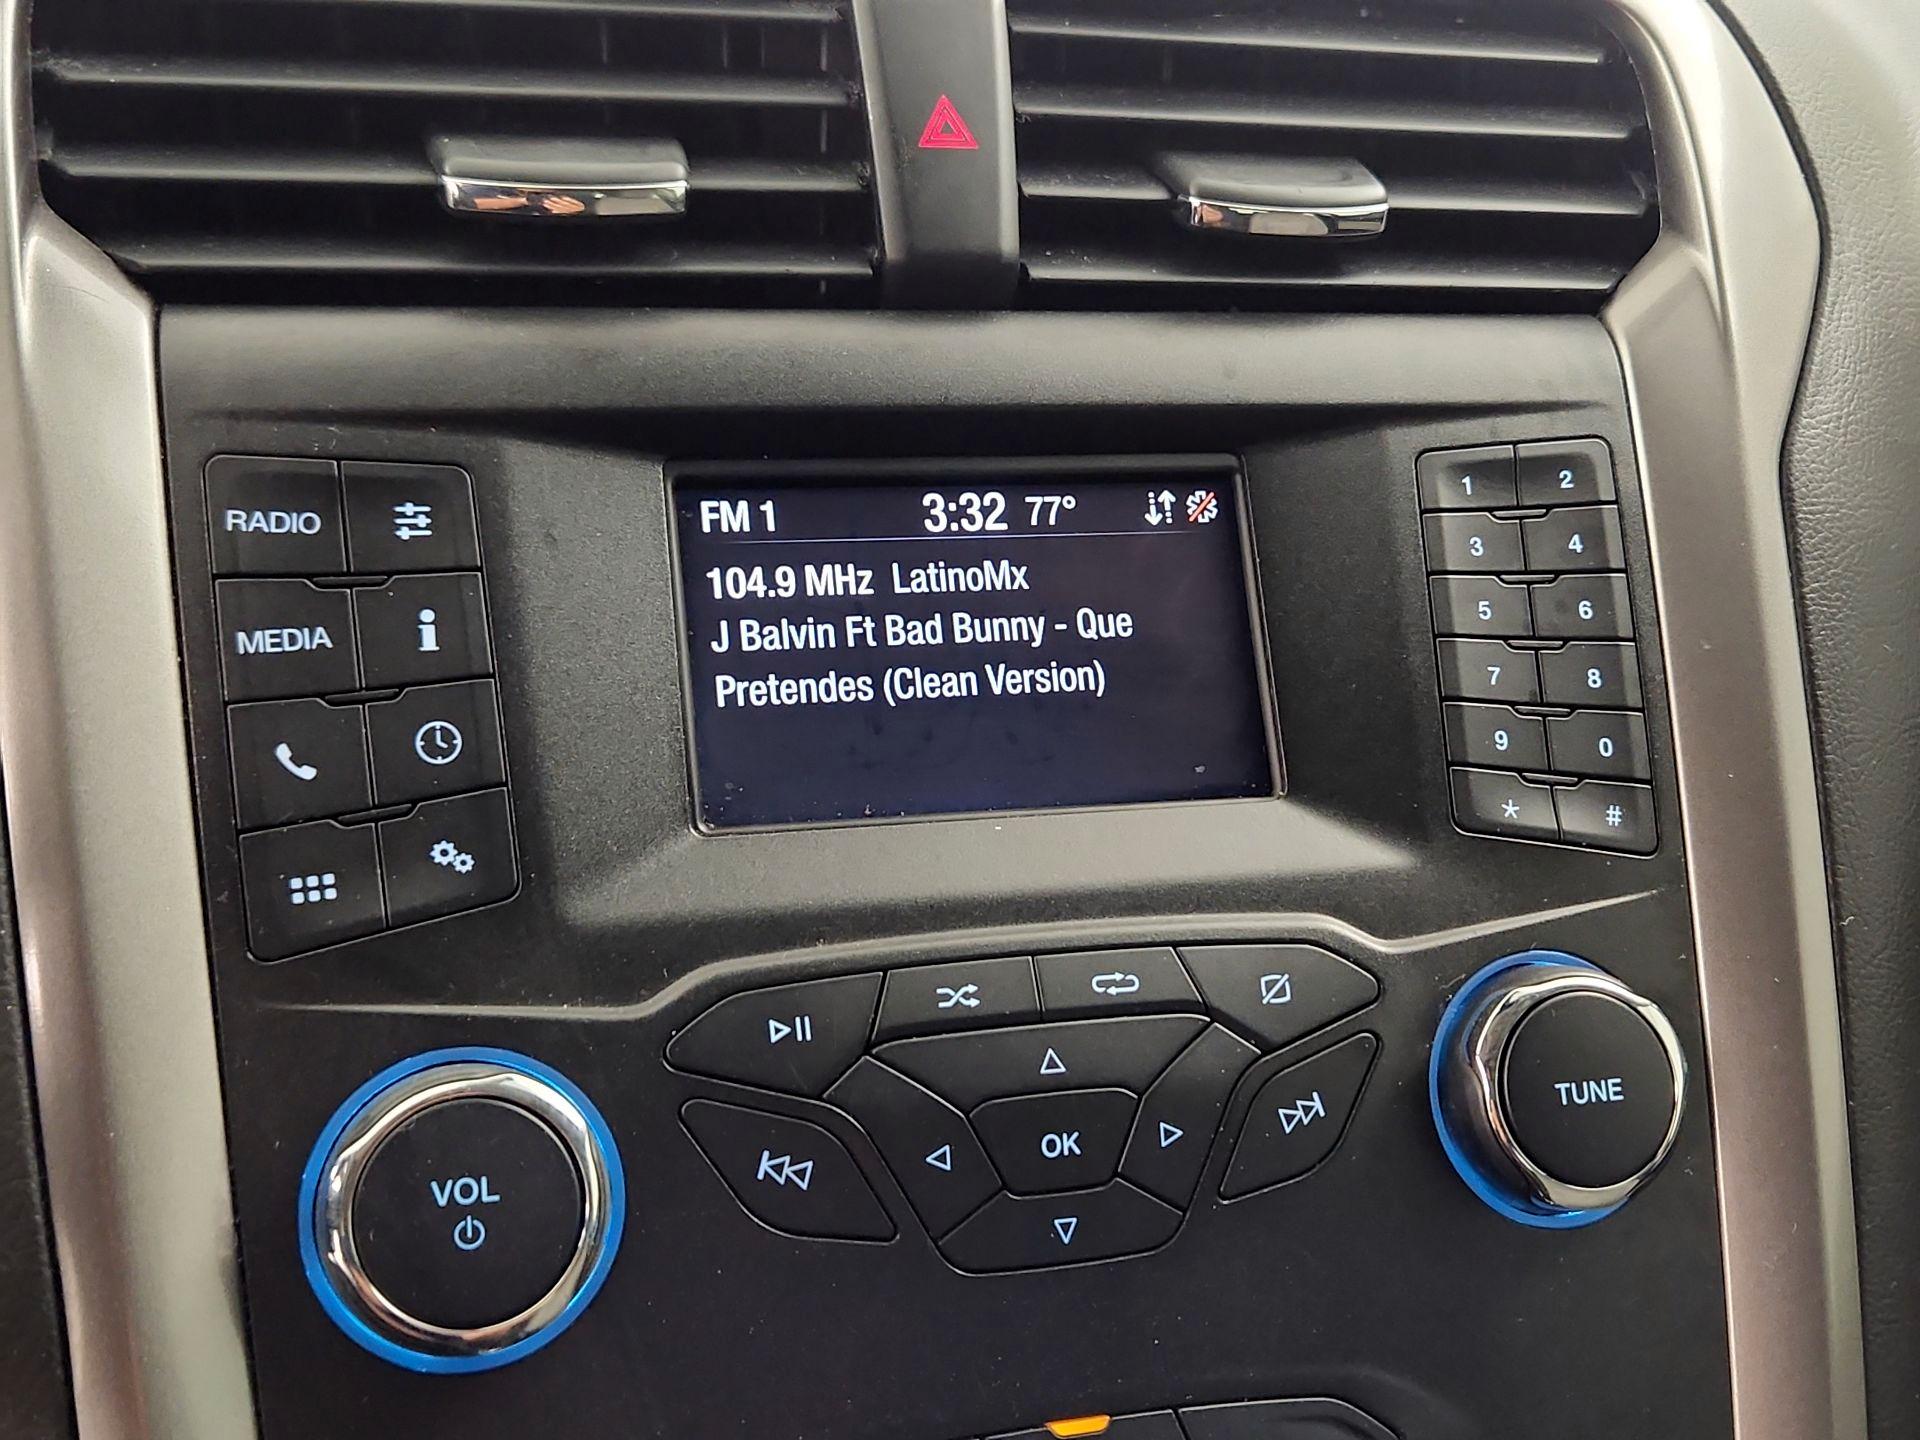 FM 1 3:32 77°
104.9 MHz LatinoMx
J Balvin Ft Bad Bunny - Que
Pretendes (Clean Version)
RADIO
MEDIA
1 2
3 4
5 6
7 8
9 0
* #
VOL
OK
TUNE